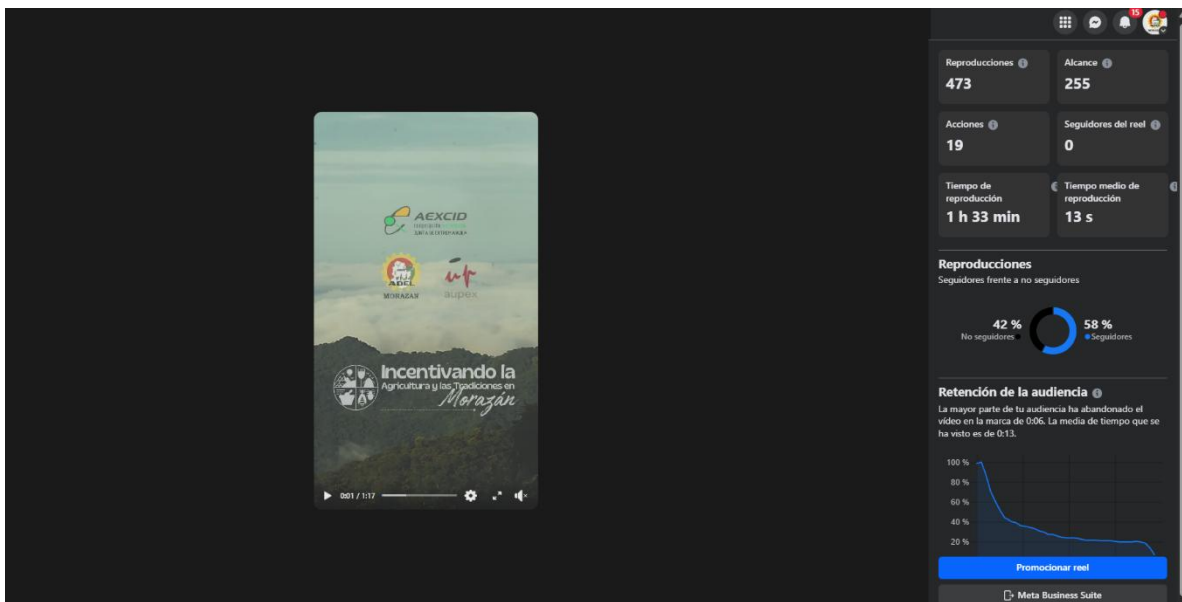 15
Reproducciones
473
Alcance
255
Acciones
19
Seguidores del reel
0
Tiempo de
reproducción
1 h 33 min
Tiempo medio de
reproducción
13 s
AEXCID
JUNTA DE EXTREMADURA
ADEL
MORAZAN
aupex
Incentivando la
Agricultura y las Tradiciones en
Morazán
0:01 / 1:17
Reproducciones
Seguidores frente a no seguidores
42 %
No seguidores
58 %
Seguidores
Retención de la audiencia
La mayor parte de tu audiencia ha abandonado el
vídeo en la marca de 0:06. La media de tiempo que se
ha visto es de 0:13.
100 %
80 %
60 %
40 %
20 %
Promocionar reel
Meta Business Suite